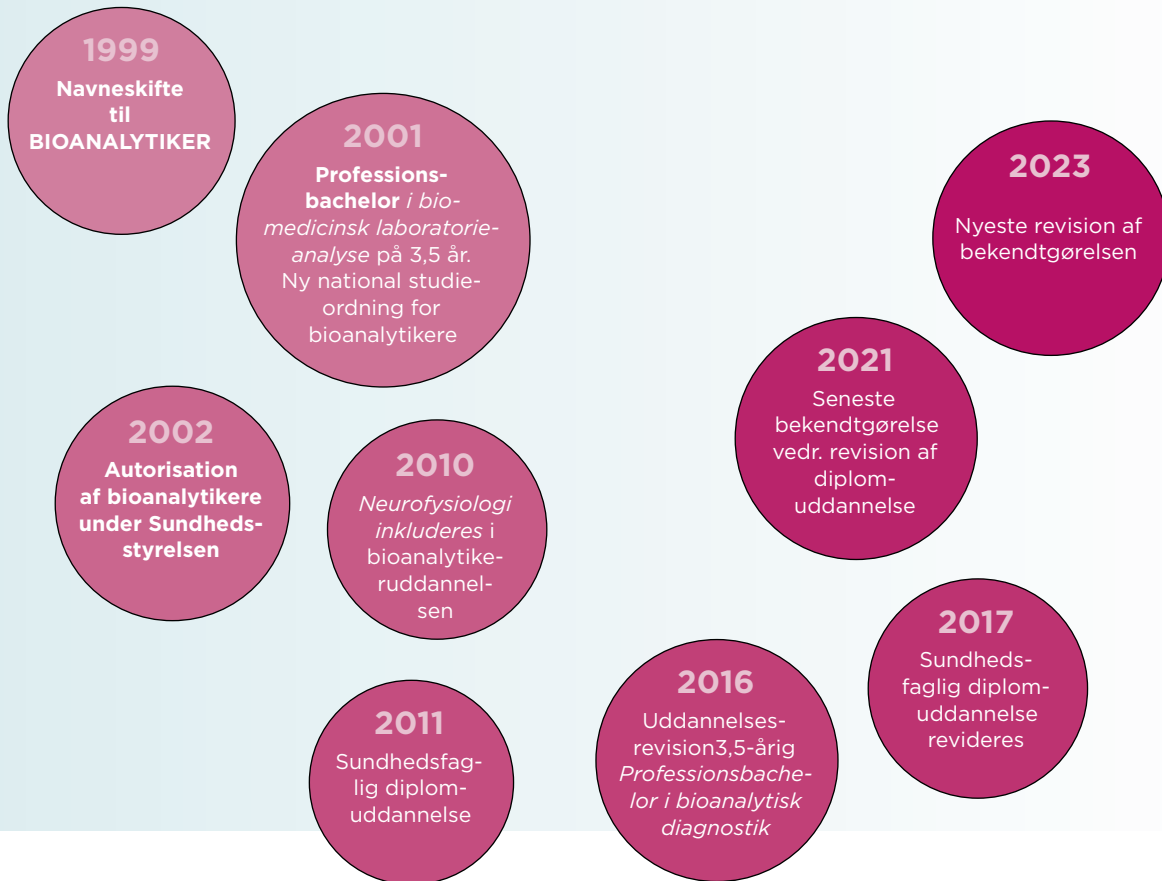 1999
Navneskifte
til
BIOANALYTIKER
2001
Professions-
bachelor i bio-
medicinsk laboratorie-
analyse på 3,5 år.
Ny national studie-
ordning for
bioanalytikere
2002
Autorisation
af bioanalytikere
under Sundheds-
styrelsen
2010
Neurofysiologi
inkluderes i
bioanalytike-
ruddannel-
sen
2011
Sundhedsfag-
lig diplom-
uddannelse
2016
Uddannelses-
revision3,5-årig
Professionsbache-
lor i bioanalytisk
diagnostik
2017
Sundheds-
faglig diplom-
uddannelse
revideres
2021
Seneste
bekendtgørelse
vedr. revision af
diplom-
uddannelse
2023
Nyeste revision af
bekendtgørelsen